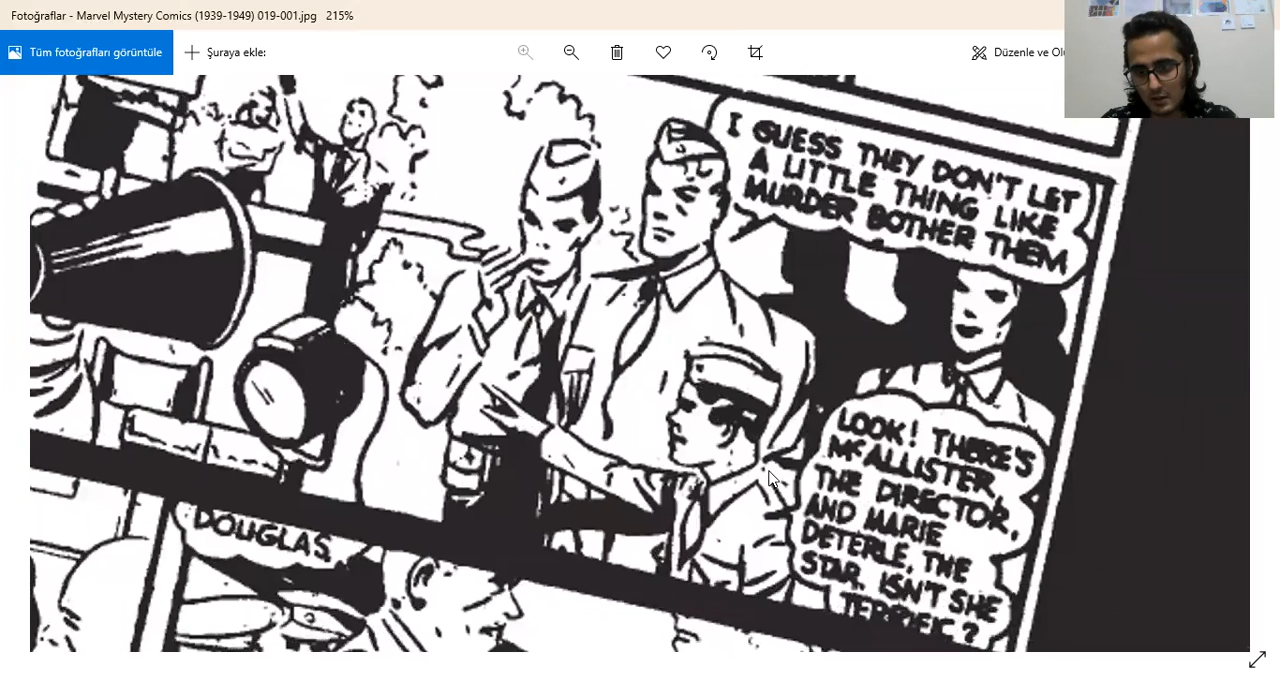 Fotoğraflar - Marvel Mystery Comics (1939-1949) 019-001.jpg 215%
Tüm fotoğrafları görüntüle
Şuraya ekle:
Düzenle ve
I GUESS THEY DON'T LET
A LITTLE THING LIKE
MURDER BOTHER THEM
LOOK! THERE'S
McALLISTER,
THE DIRECTOR,
AND MARIE
DETERLE, THE
STAR. ISN'T SHE
TERRIFIC?
DOUGLAS